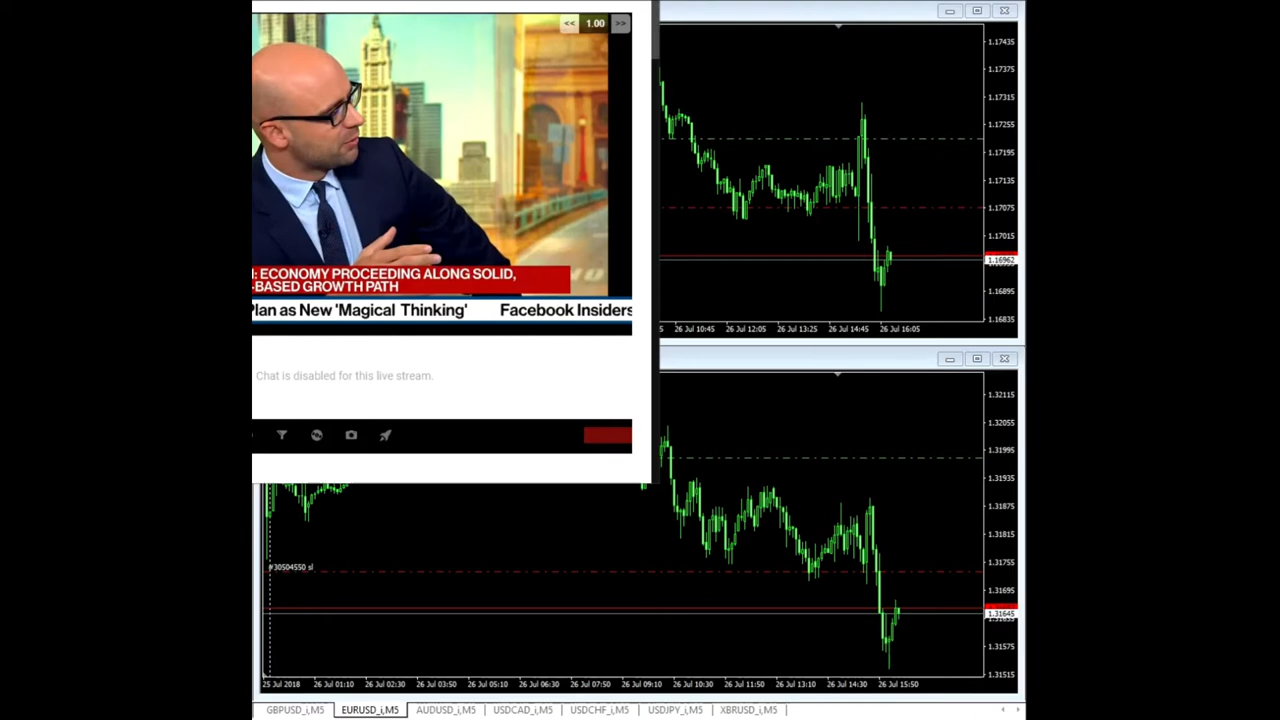 << 1.00 >>
: ECONOMY PROCEEDING ALONG SOLID,
-BASED GROWTH PATH
Plan as New 'Magical Thinking' Facebook Insiders
Chat is disabled for this live stream.
1.17435
1.17375
1.17315
1.17255
1.17195
1.17135
1.17075
1.17015
1.16962
1.16895
1.16835
26 Jul 10:45 26 Jul 12:05 26 Jul 13:25 26 Jul 14:45 26 Jul 16:05
1.32115
1.32055
1.31995
1.31935
1.31875
1.31815
1.31755
1.31695
1.31645
1.31575
1.31515
#30504550 sl
25 Jul 2018 26 Jul 01:10 26 Jul 02:30 26 Jul 03:50 26 Jul 05:10 26 Jul 06:30 26 Jul 07:50 26 Jul 09:10 26 Jul 10:30 26 Jul 11:50 26 Jul 13:10 26 Jul 14:30 26 Jul 15:50
GBPUSD_i,M5 EURUSD_i,M5 AUDUSD_i,M5 USDCAD_i,M5 USDCHF_i,M5 USDJPY_i,M5 XBRUSD_i,M5